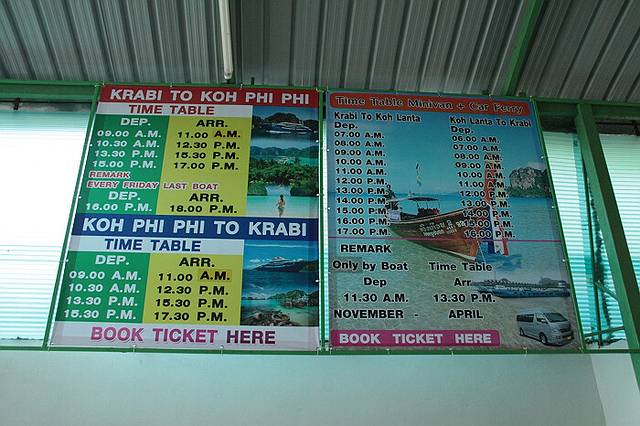 KRABI TO KOH PHI PHI
TIME TABLE
DEP. ARR.
09.00 A.M. 11.00 A.M.
10.30 A.M. 12.30 P.M.
13.30 P.M. 15.30 P.M.
15.00 P.M. 17.00 P.M.
REMARK
EVERY FRIDAY LAST BOAT
DEP. ARR.
16.00 P.M. 18.00 P.M.
KOH PHI PHI TO KRABI
TIME TABLE
DEP. ARR.
09.00 A.M. 11.00 A.M.
10.30 A.M. 12.30 P.M.
13.30 P.M. 15.30 P.M.
15.30 P.M. 17.30 P.M.
BOOK TICKET HERE
Time Table Minivan + Car Ferry
Krabi To Koh Lanta Koh Lanta To Krabi
Dep. Dep.
07.00 A.M. 06.00 A.M.
08.00 A.M. 07.00 A.M.
09.00 A.M. 08.00 A.M.
10.00 A.M. 09.00 A.M.
11.00 A.M. 10.00 A.M.
12.00 P.M. 11.00 A.M.
13.00 P.M. 12.00 P.M.
14.00 P.M. 13.00 P.M.
15.00 P.M. 14.00 P.M.
16.00 P.M. 15.00 P.M.
17.00 P.M. 16.00 P.M.
REMARK
Only by Boat Time Table
Dep Arr
11.30 A.M. 13.30 P.M.
NOVEMBER - APRIL
BOOK TICKET HERE